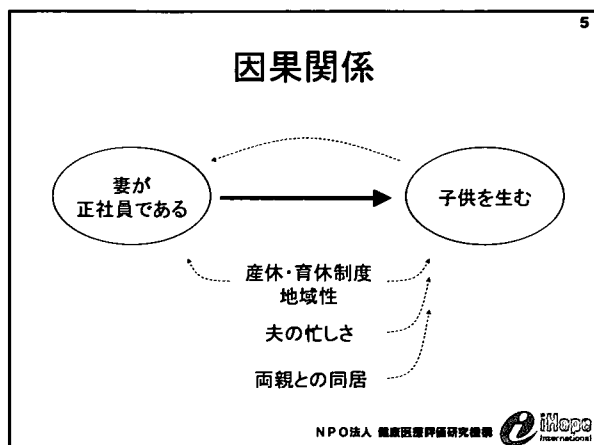 5
因果関係
妻が
正社員である
子供を生む
産休・育休制度
地域性
夫の忙しさ
両親との同居
NPO法人 健康医療評価研究機構
iHope
International